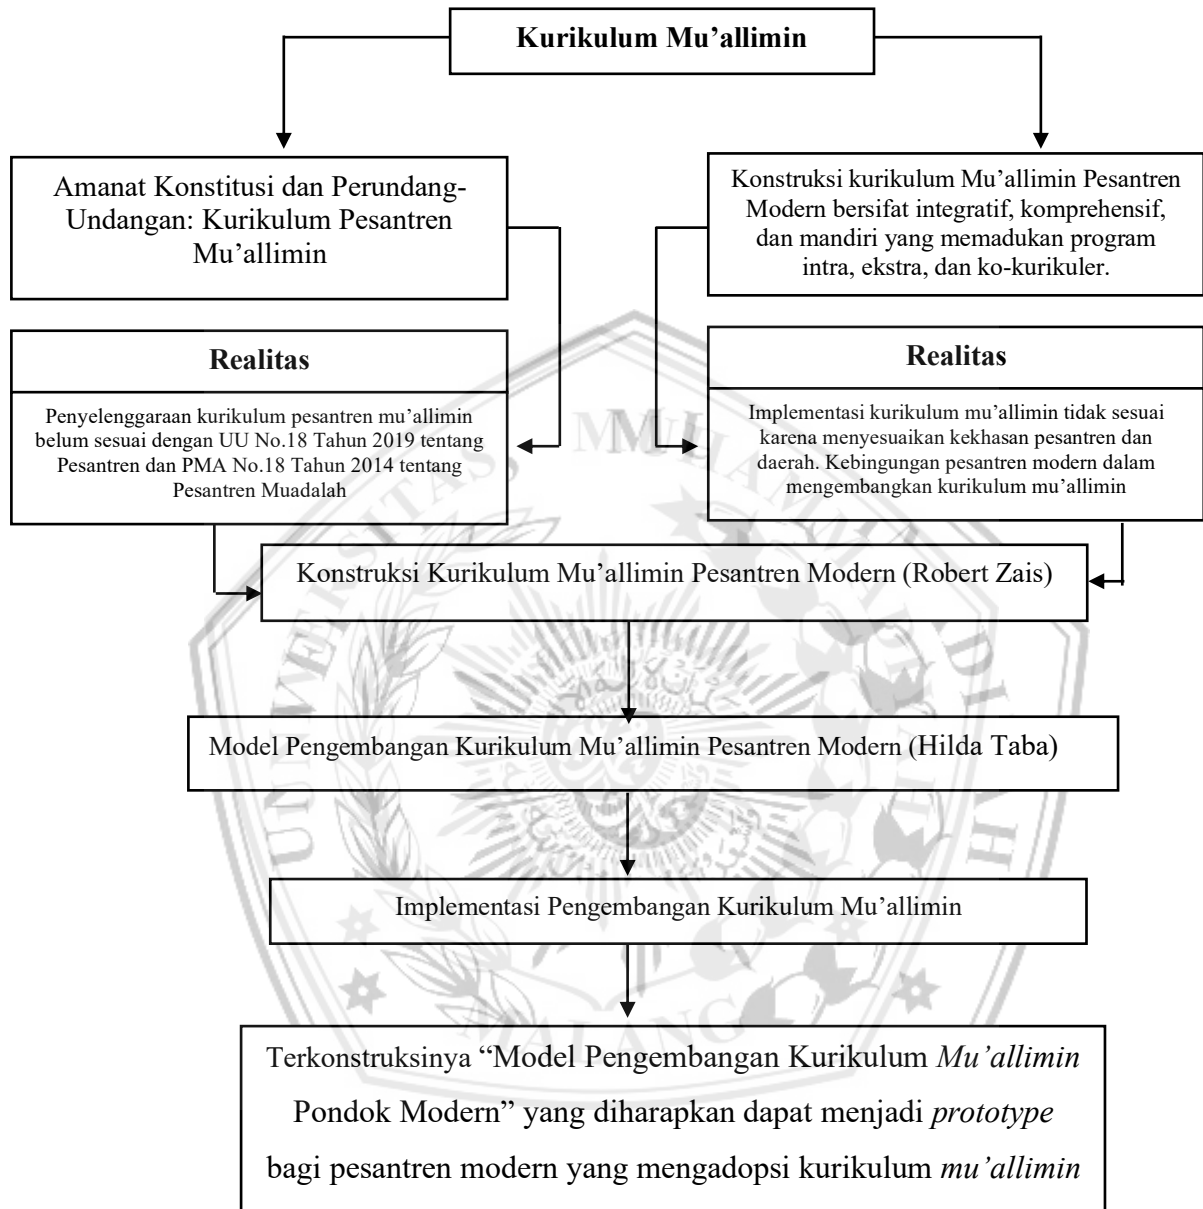 Kurikulum Mu’allimin
Amanat Konstitusi dan Perundang-
Undangan: Kurikulum Pesantren
Mu’allimin
Konstruksi kurikulum Mu’allimin Pesantren
Modern bersifat integratif, komprehensif,
dan mandiri yang memadukan program
intra, ekstra, dan ko-kurikuler.
Realitas
Penyelenggaraan kurikulum pesantren mu’allimin
belum sesuai dengan UU No.18 Tahun 2019 tentang
Pesantren dan PMA No.18 Tahun 2014 tentang
Pesantren Muadalah
Realitas
Implementasi kurikulum mu’allimin tidak sesuai
karena menyesuaikan kekhasan pesantren dan
daerah. Kebingungan pesantren modern dalam
mengembangkan kurikulum mu’allimin
Konstruksi Kurikulum Mu’allimin Pesantren Modern (Robert Zais)
Model Pengembangan Kurikulum Mu’allimin Pesantren Modern (Hilda Taba)
Implementasi Pengembangan Kurikulum Mu’allimin
Terkonstruksinya “Model Pengembangan Kurikulum Mu’allimin
Pondok Modern” yang diharapkan dapat menjadi prototype
bagi pesantren modern yang mengadopsi kurikulum mu’allimin
UNIVERSITAS MUHAMMADIYAH
MALANG